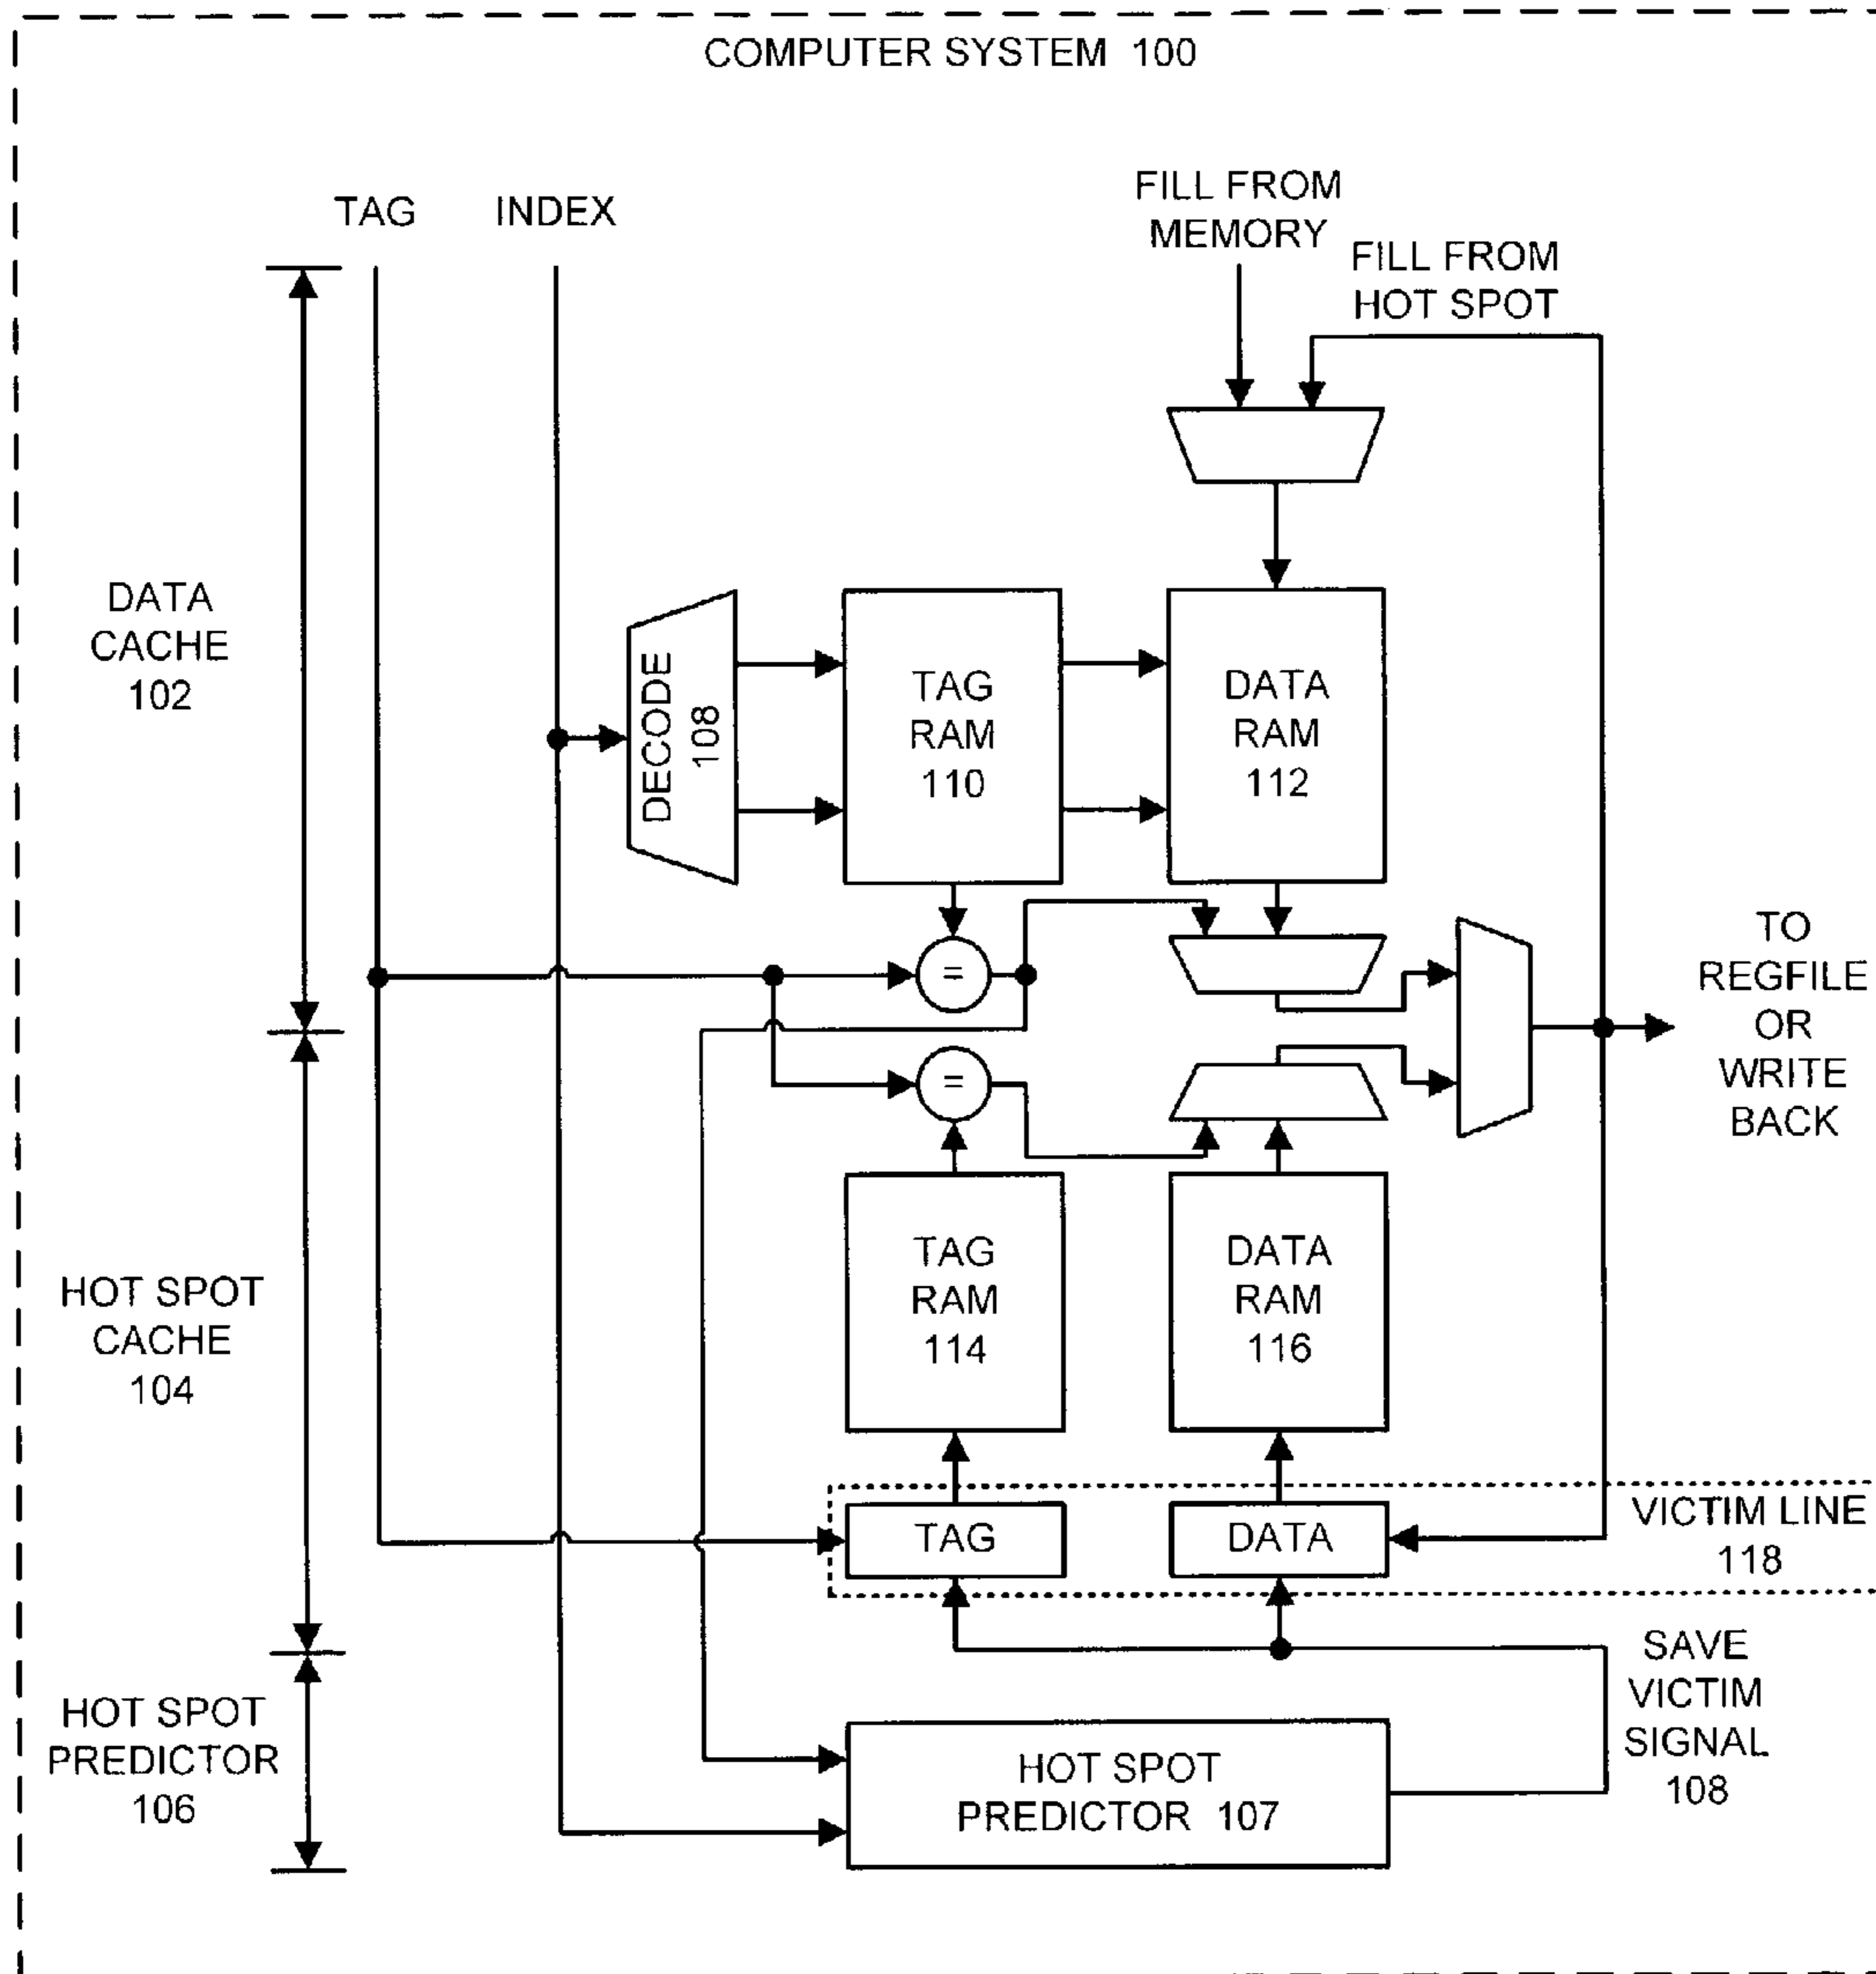 COMPUTER SYSTEM 100
TAG
INDEX
FILL FROM
MEMORY
FILL FROM
HOT SPOT
DATA
CACHE
102
DECODE
108
TAG
RAM
110
DATA
RAM
112
=
TO
REGFILE
OR
WRITE
BACK
=
HOT SPOT
CACHE
104
TAG
RAM
114
DATA
RAM
116
TAG
DATA
VICTIM LINE
118
HOT SPOT
PREDICTOR
106
HOT SPOT
PREDICTOR 107
SAVE
VICTIM
SIGNAL
108